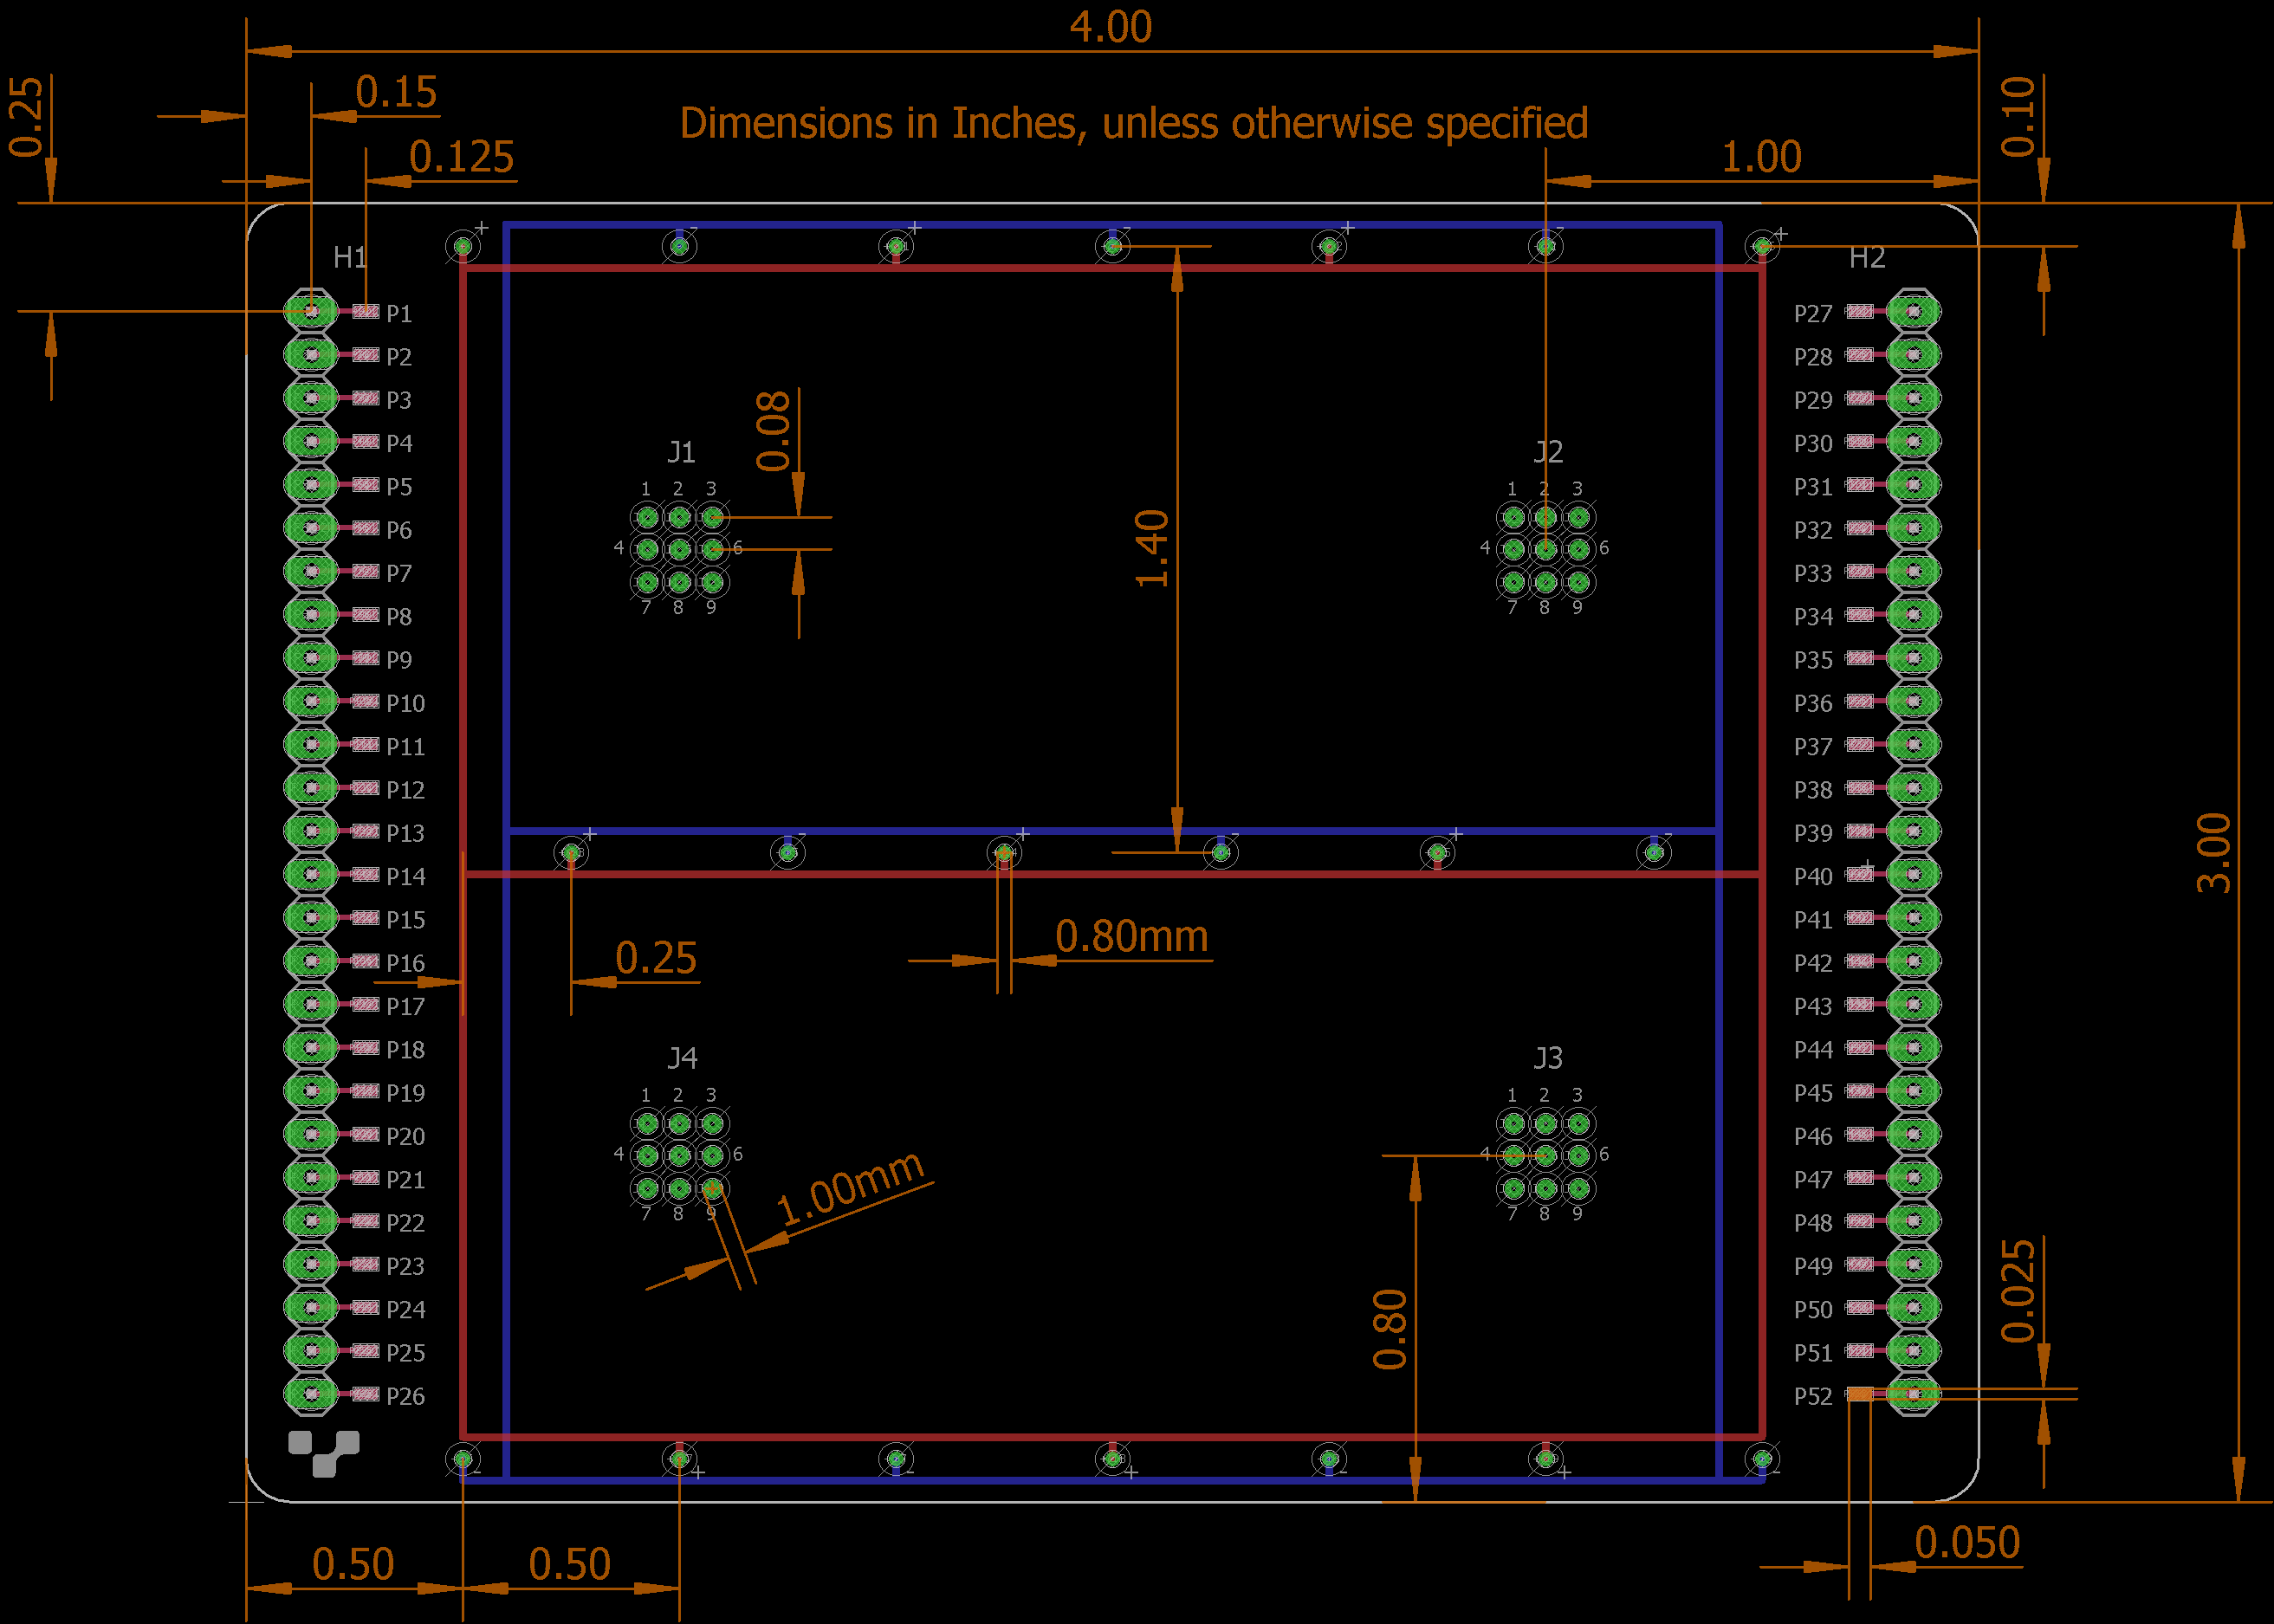 4.00
0.25
0.15
0.10
Dimensions in Inches, unless otherwise specified
0.125
1.00
H1
H2
P1
P27
P2
P28
P3
P29
0.08
P4
P30
J1
J2
P5
P31
1 2 3
1 2 3
P6
P32
4 6
4 6
1.40
P7
P33
7 8 9
7 8 9
P8
P34
P9
P35
P10
P36
P11
P37
P12
P38
P13
P39
3.00
P14
P40
P15
P41
0.80mm
0.25
P16
P42
P17
P43
P18
P44
J4
J3
P19
P45
1 2 3
1 2 3
P20
P46
4 6
4 6
P21
P47
1.00mm
7 8 9
7 8 9
P22
P48
P23
P49
0.025
P24
P50
0.80
P25
P51
P26
P52
0.50
0.50
0.050